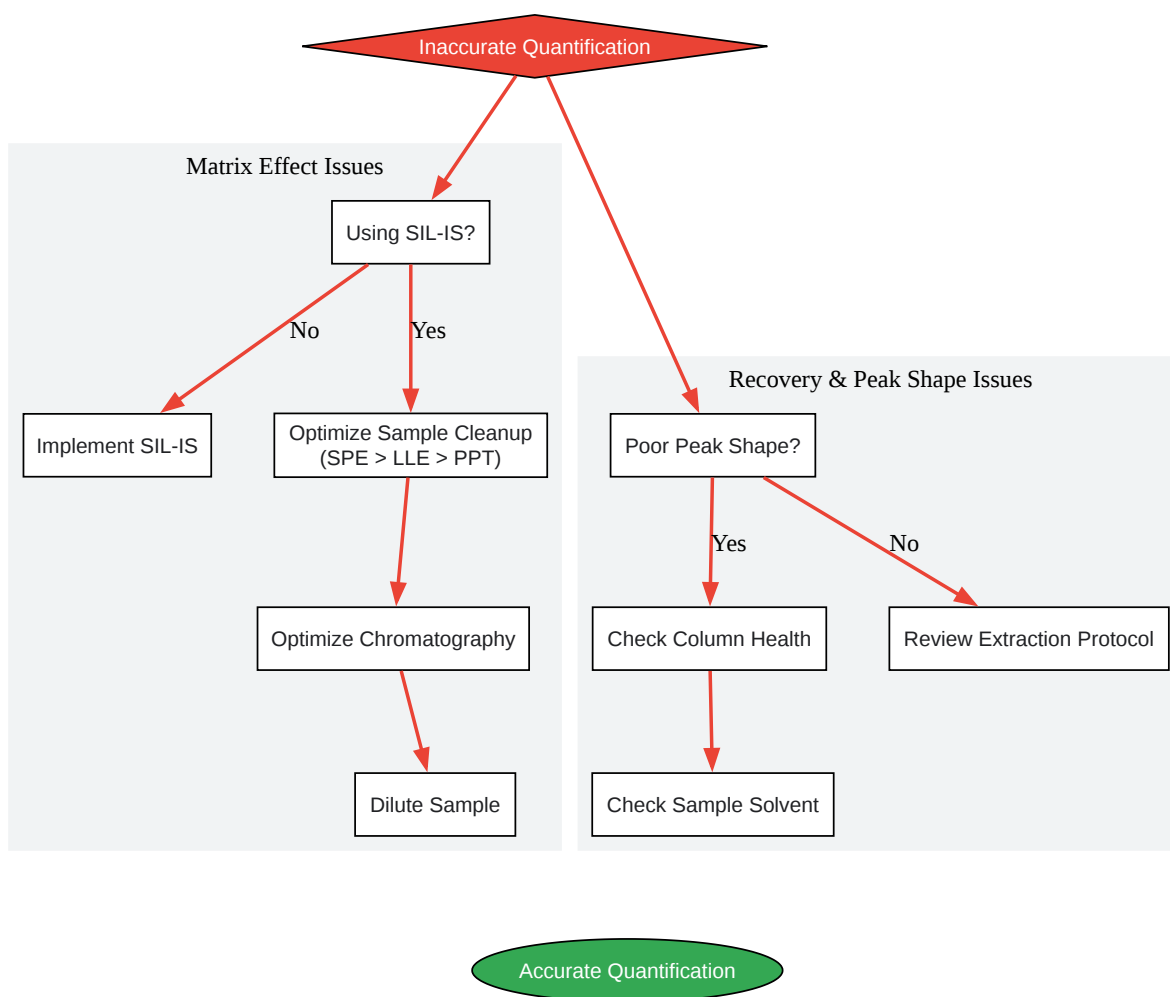 Inaccurate Quantification
Matrix Effect Issues
Using SIL-IS?
No
Yes
Implement SIL-IS
Optimize Sample Cleanup
(SPE > LLE > PPT)
Optimize Chromatography
Dilute Sample
Recovery & Peak Shape Issues
Poor Peak Shape?
Yes
No
Check Column Health
Review Extraction Protocol
Check Sample Solvent
Accurate Quantification